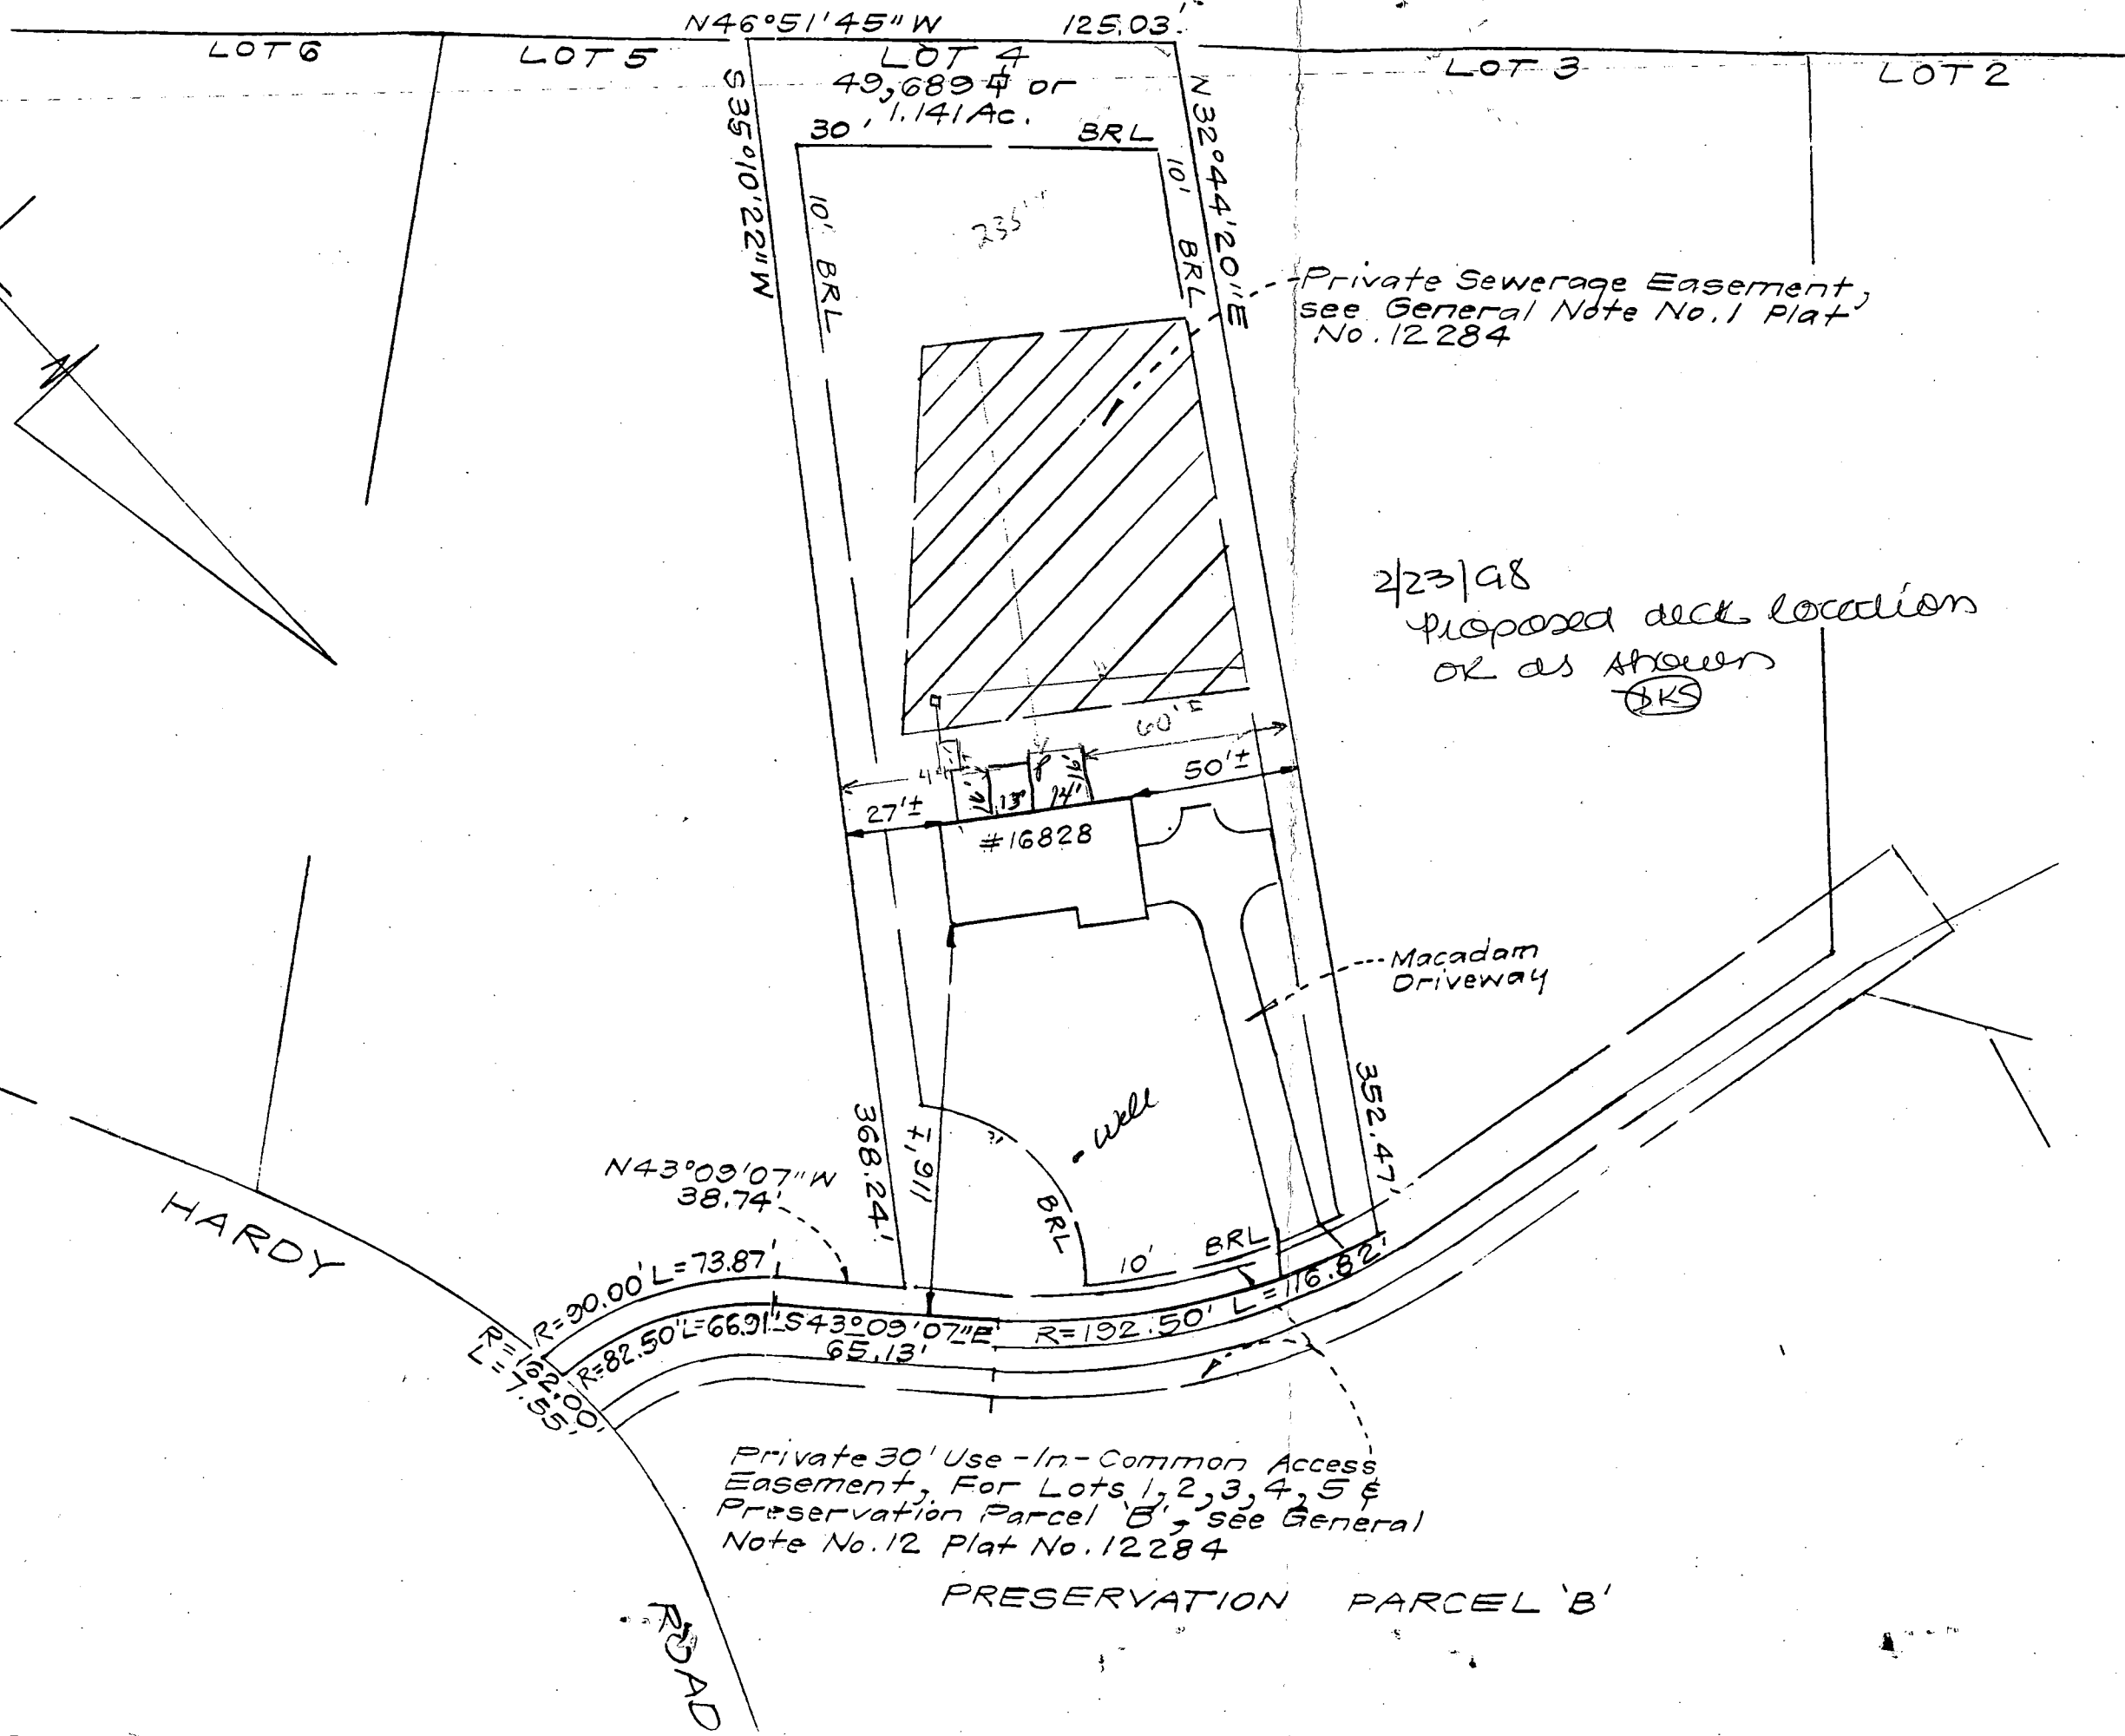 N46°51'45"W 125.03'
LOT 6
LOT 5
LOT 4
LOT 3
LOT 2
49,689 or
1.141 Ac.
30' BRL
S35°10'22"W
N32°44'20"E
10' BRL
10' BRL
235'
Private Sewerage Easement,
see General Note No.1 Plat
No. 12284
2/23/98
Proposed deck location
OK as shown
BKS
60'±
50'±
27'±
16'
13'
14'
16'
#16828
Macadam
Driveway
well
368.24'
116'±
352.47'
N43°09'07"W
38.74'
BRL
10' BRL
HARDY
ROAD
R=90.00' L=73.87'
R=82.50' L=66.91'
S43°09'07"E
65.13'
R=192.50' L=116.82'
R=162.00'
L=7.55'
Private 30' Use-In-Common Access
Easement, For Lots 1,2,3,4,5 &
Preservation Parcel 'B', see General
Note No.12 Plat No.12284
PRESERVATION PARCEL 'B'